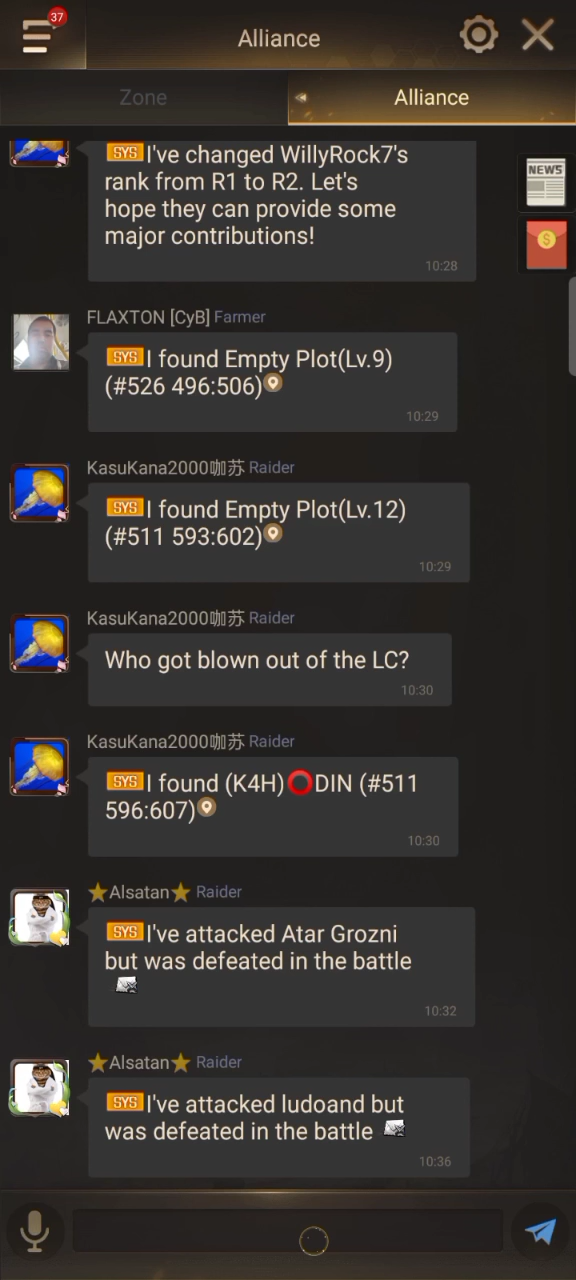 37
Alliance
Zone
Alliance
NEWS
SYS I've changed WillyRock7's
rank from R1 to R2. Let's
hope they can provide some
major contributions!
10:28
FLAXTON [CyB] Farmer
SYS I found Empty Plot(Lv.9)
(#526 496:506)
10:29
KasuKana2000咖苏 Raider
SYS I found Empty Plot(Lv.12)
(#511 593:602)
10:29
KasuKana2000咖苏 Raider
Who got blown out of the LC?
10:30
KasuKana2000咖苏 Raider
SYS I found (K4H)⭕DIN (#511
596:607)
10:30
⭐Alsatan⭐ Raider
SYS I've attacked Atar Grozni
but was defeated in the battle
10:32
⭐Alsatan⭐ Raider
SYS I've attacked ludoand but
was defeated in the battle
10:36